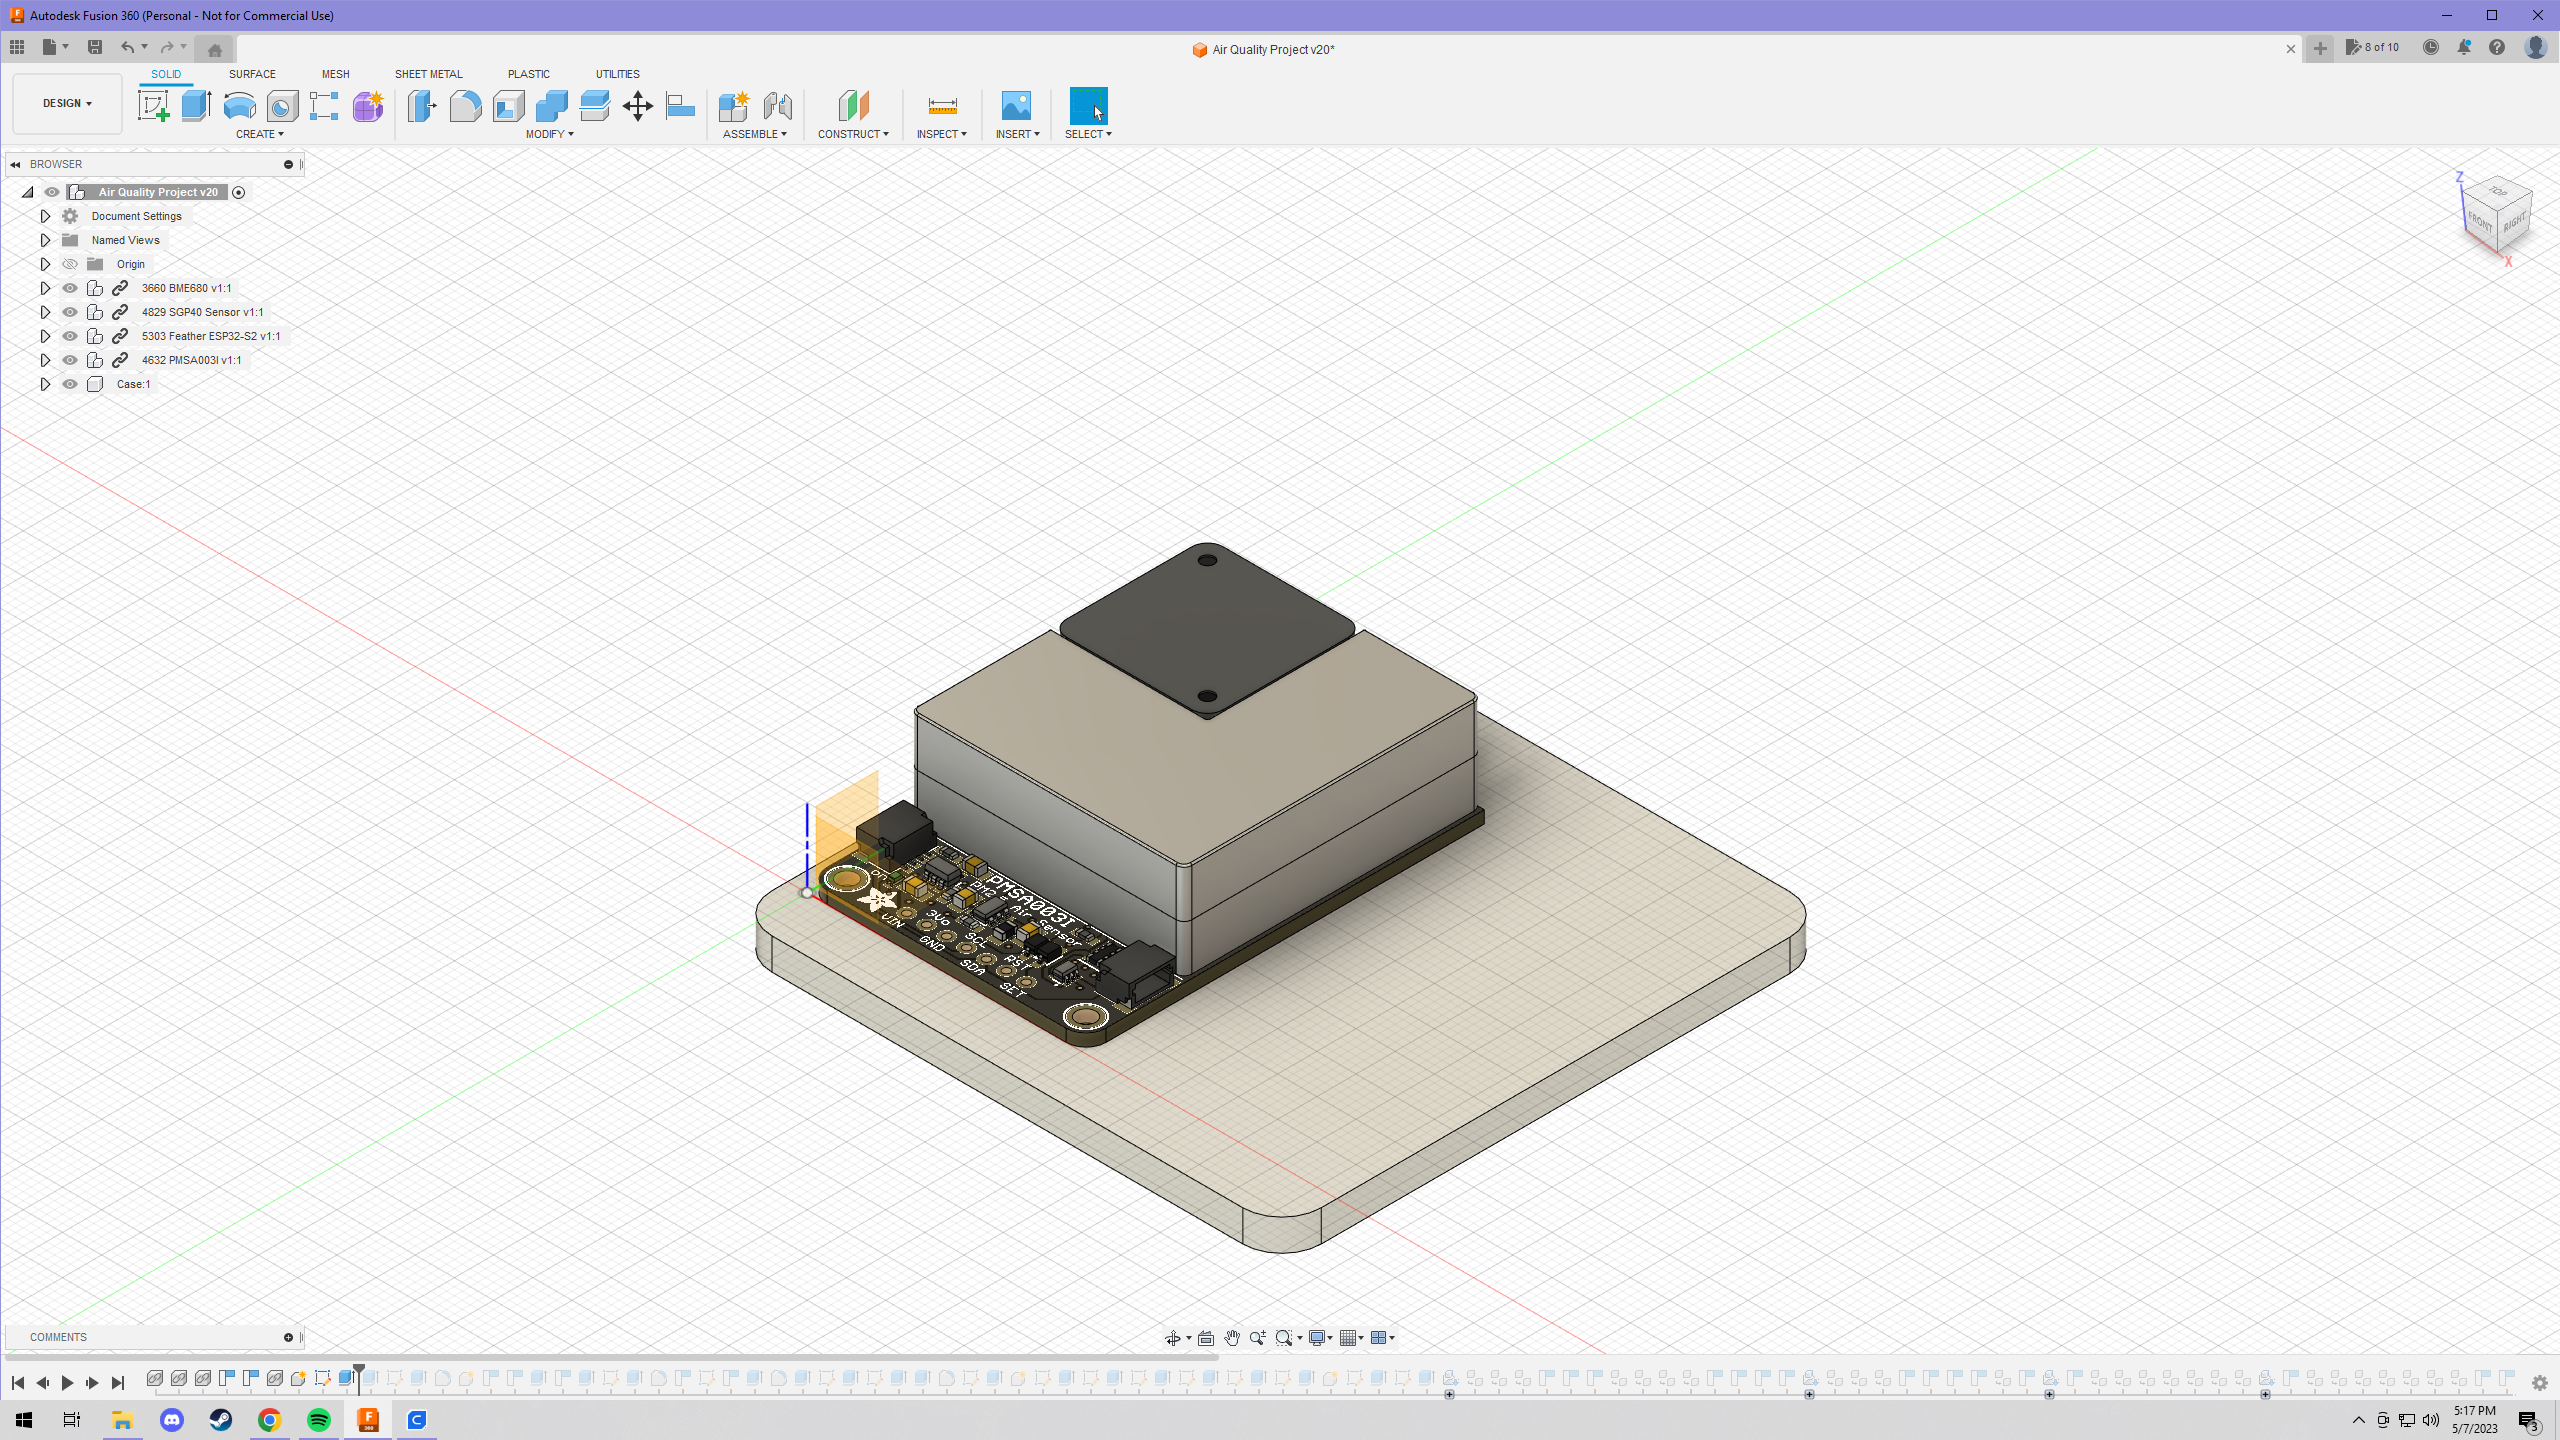 Autodesk Fusion 360 (Personal - Not for Commercial Use)
Air Quality Project v20*
8 of 10
SOLID SURFACE MESH SHEET METAL PLASTIC UTILITIES
DESIGN
CREATE MODIFY ASSEMBLE CONSTRUCT INSPECT INSERT SELECT
BROWSER
Air Quality Project v20
Document Settings
Named Views
Origin
3660 BME680 v1:1
4829 SGP40 Sensor v1:1
5303 Feather ESP32-S2 v1:1
4632 PMSA003I v1:1
Case:1
Z
TOP
FRONT
RIGHT
X
on
PMSA003I
PM2 = Air Sensor
VIN
3Vo
GND
SCL
SDA
RST
SET
COMMENTS
5:17 PM
5/7/2023
3